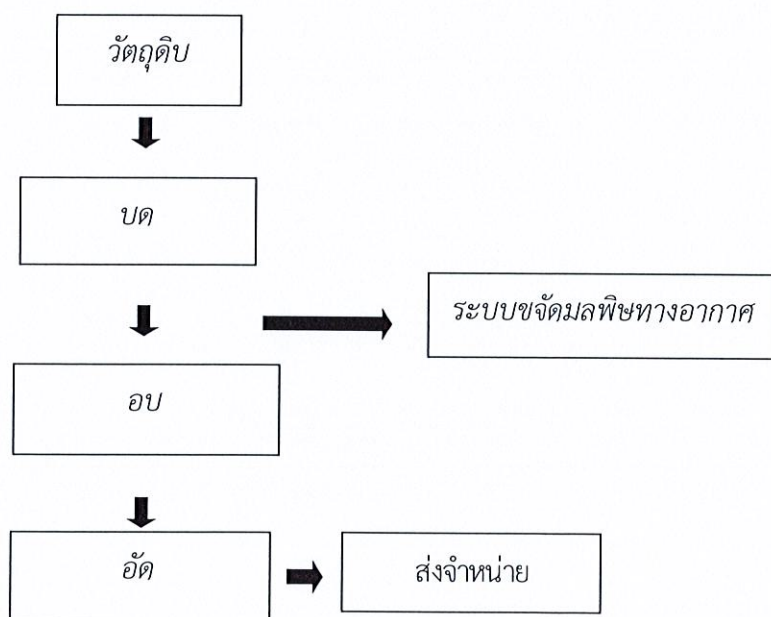 วัตถุดิบ
บด
ระบบขจัดมลพิษทางอากาศ
อบ
อัด
ส่งจำหน่าย